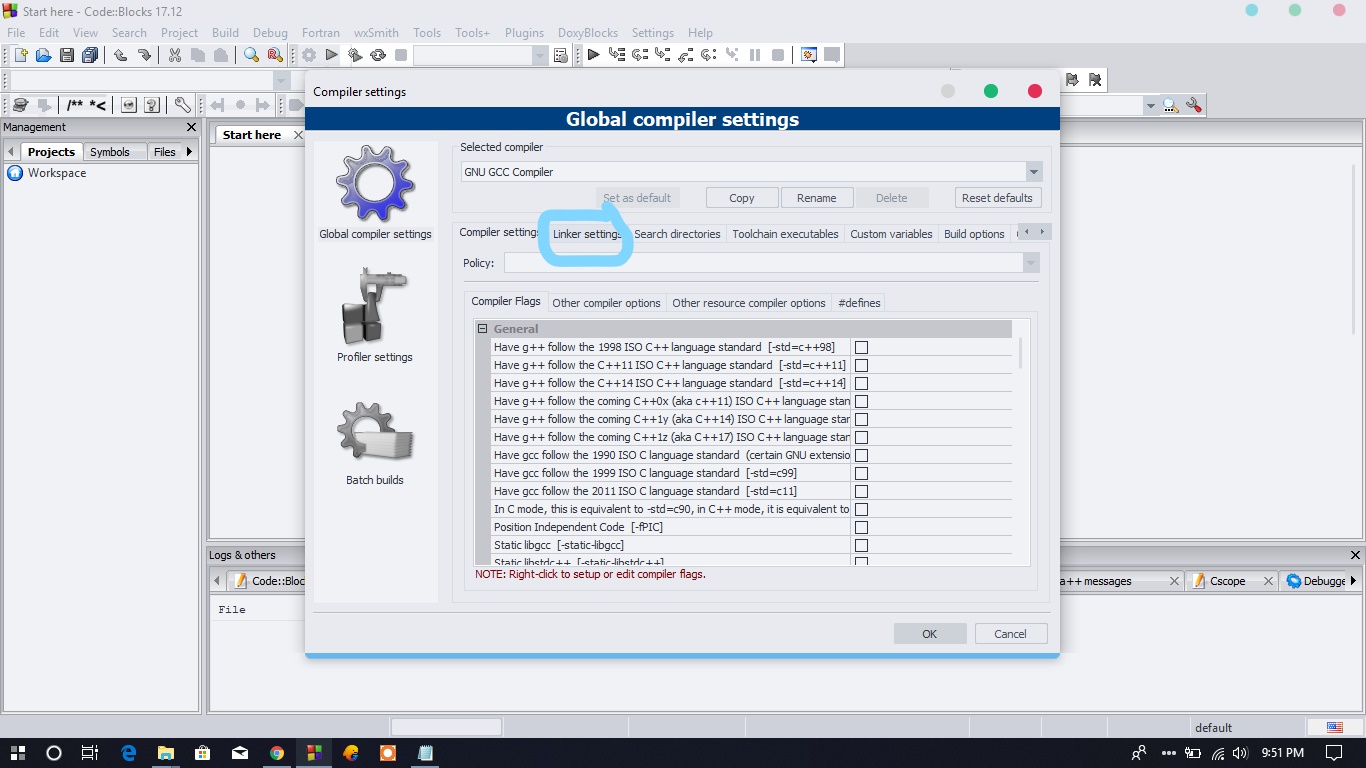 Start here - Code::Blocks 17.12
File Edit View Search Project Build Debug Fortran wxSmith Tools Tools+ Plugins DoxyBlocks Settings Help
/** *<
Management
Projects Symbols Files
Workspace
Start here
Compiler settings
Global compiler settings
Global compiler settings
Profiler settings
Batch builds
Selected compiler
GNU GCC Compiler
Set as default Copy Rename Delete Reset defaults
Compiler settings Linker settings Search directories Toolchain executables Custom variables Build options
Policy:
Compiler Flags Other compiler options Other resource compiler options #defines
General
Have g++ follow the 1998 ISO C++ language standard [-std=c++98]
Have g++ follow the C++11 ISO C++ language standard [-std=c++11]
Have g++ follow the C++14 ISO C++ language standard [-std=c++14]
Have g++ follow the coming C++0x (aka c++11) ISO C++ language stan
Have g++ follow the coming C++1y (aka C++14) ISO C++ language star
Have g++ follow the coming C++1z (aka C++17) ISO C++ language stan
Have gcc follow the 1990 ISO C language standard (certain GNU extensio
Have gcc follow the 1999 ISO C language standard [-std=c99]
Have gcc follow the 2011 ISO C language standard [-std=c11]
In C mode, this is equivalent to -std=c90, in C++ mode, it is equivalent to
Position Independent Code [-fPIC]
Static libgcc [-static-libgcc]
Static libstdc++ [-static-libstdc++]
NOTE: Right-click to setup or edit compiler flags.
OK Cancel
Logs & others
Code::Bloc a++ messages Cscope Debugge
File
default
9:51 PM